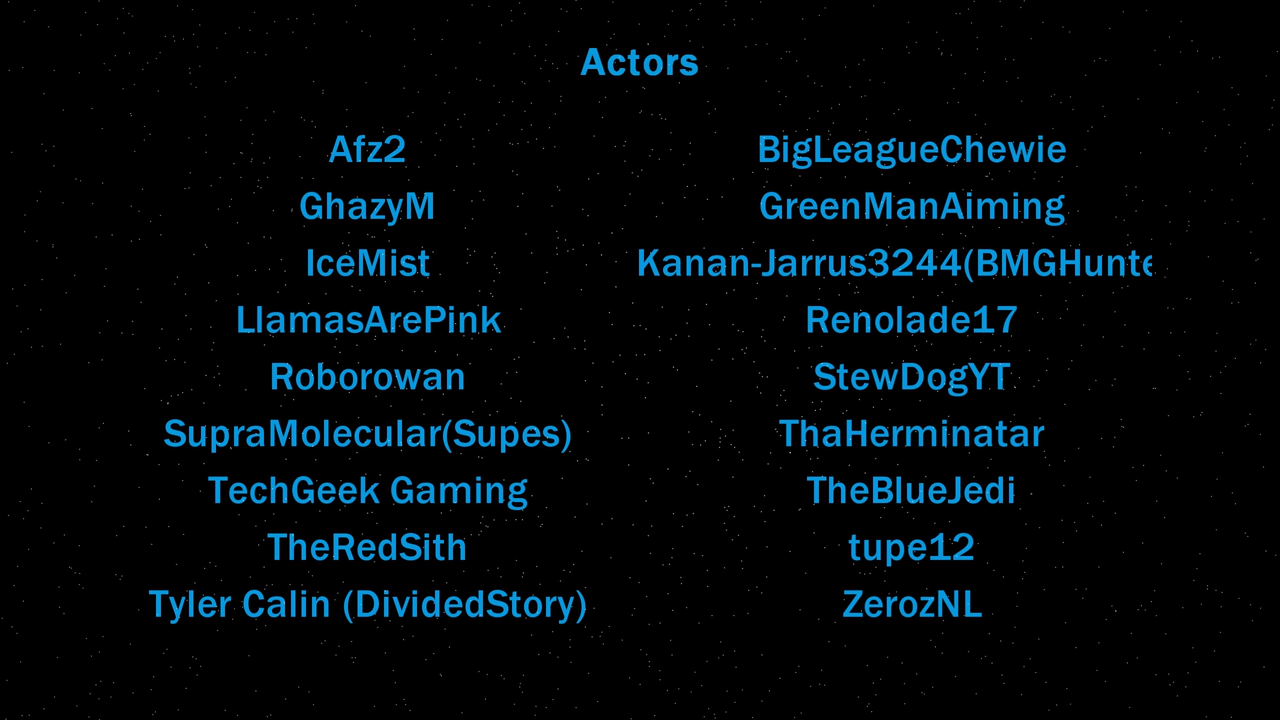 Actors
Afz2 BigLeagueChewie
GhazyM GreenManAiming
IceMist Kanan-Jarrus3244(BMGHunte
LlamasArePink Renolade17
Roborowan StewDogYT
SupraMolecular(Supes) ThaHerminatar
TechGeek Gaming TheBlueJedi
TheRedSith tupe12
Tyler Calin (DividedStory) ZerozNL